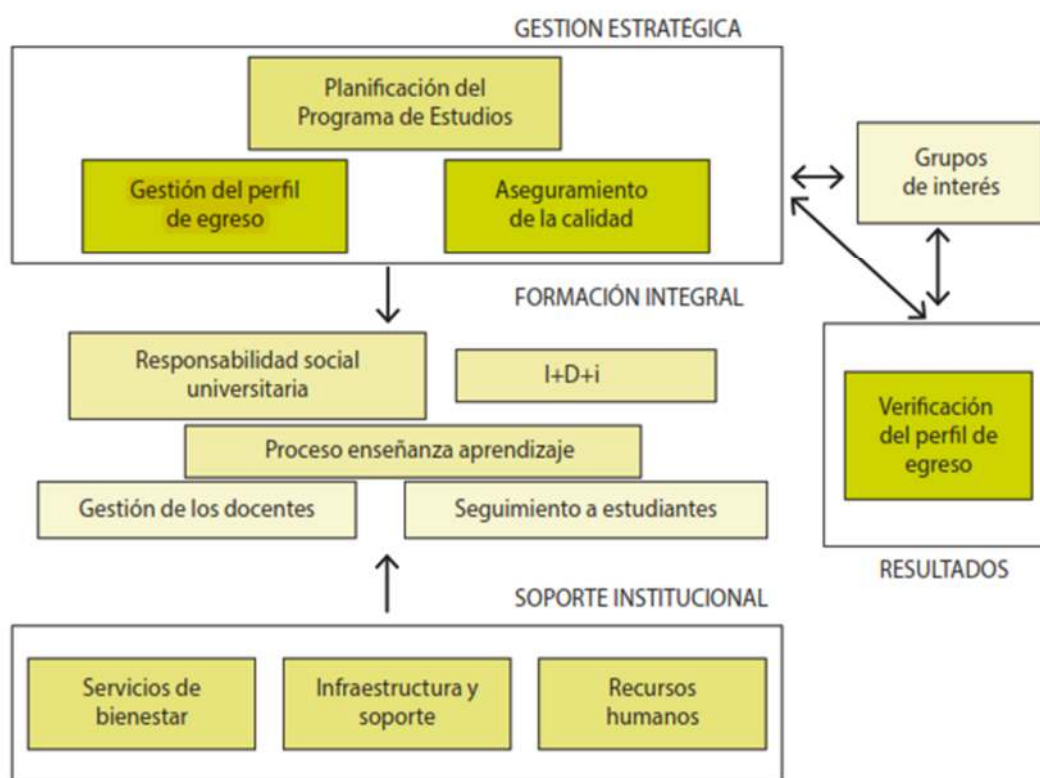 GESTION ESTRATÉGICA
Planificación del
Programa de Estudios
Gestión del perfil
de egreso
Aseguramiento
de la calidad
Grupos
de interés
FORMACIÓN INTEGRAL
Responsabilidad social
universitaria
I+D+i
Proceso enseñanza aprendizaje
Gestión de los docentes
Seguimiento a estudiantes
Verificación
del perfil de
egreso
RESULTADOS
SOPORTE INSTITUCIONAL
Servicios de
bienestar
Infraestructura y
soporte
Recursos
humanos